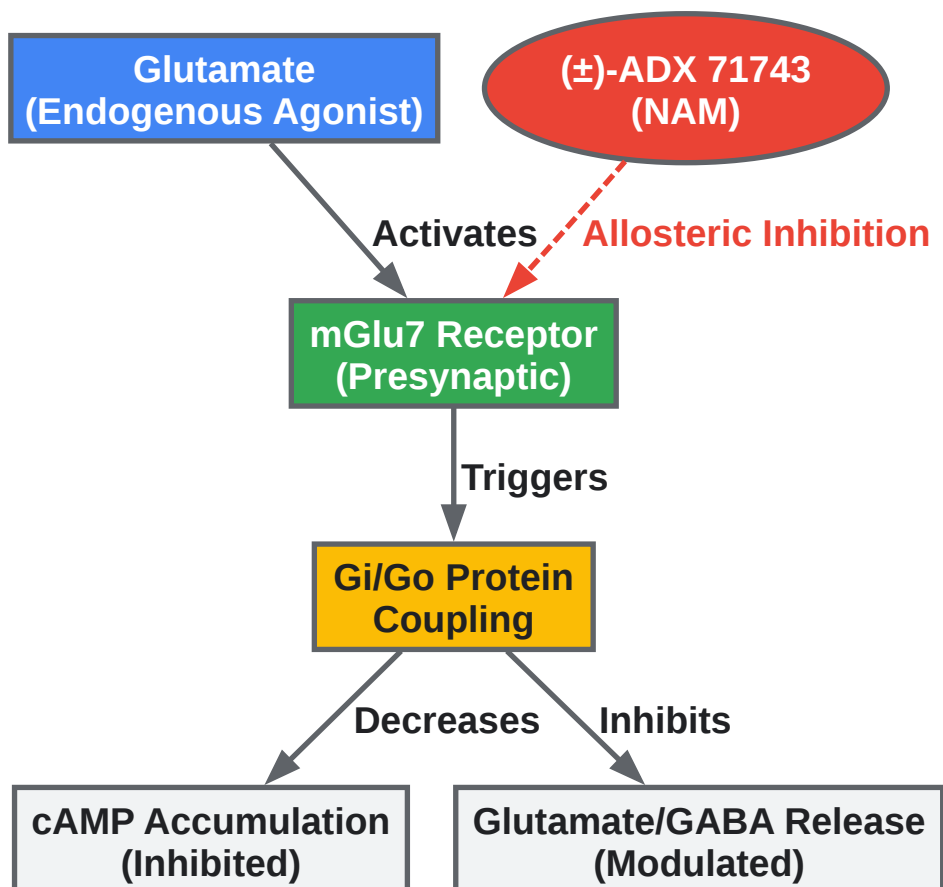 Glutamate
(Endogenous Agonist)
(±)-ADX 71743
(NAM)
Activates
Allosteric Inhibition
mGlu7 Receptor
(Presynaptic)
Triggers
Gi/Go Protein
Coupling
Decreases
Inhibits
cAMP Accumulation
(Inhibited)
Glutamate/GABA Release
(Modulated)